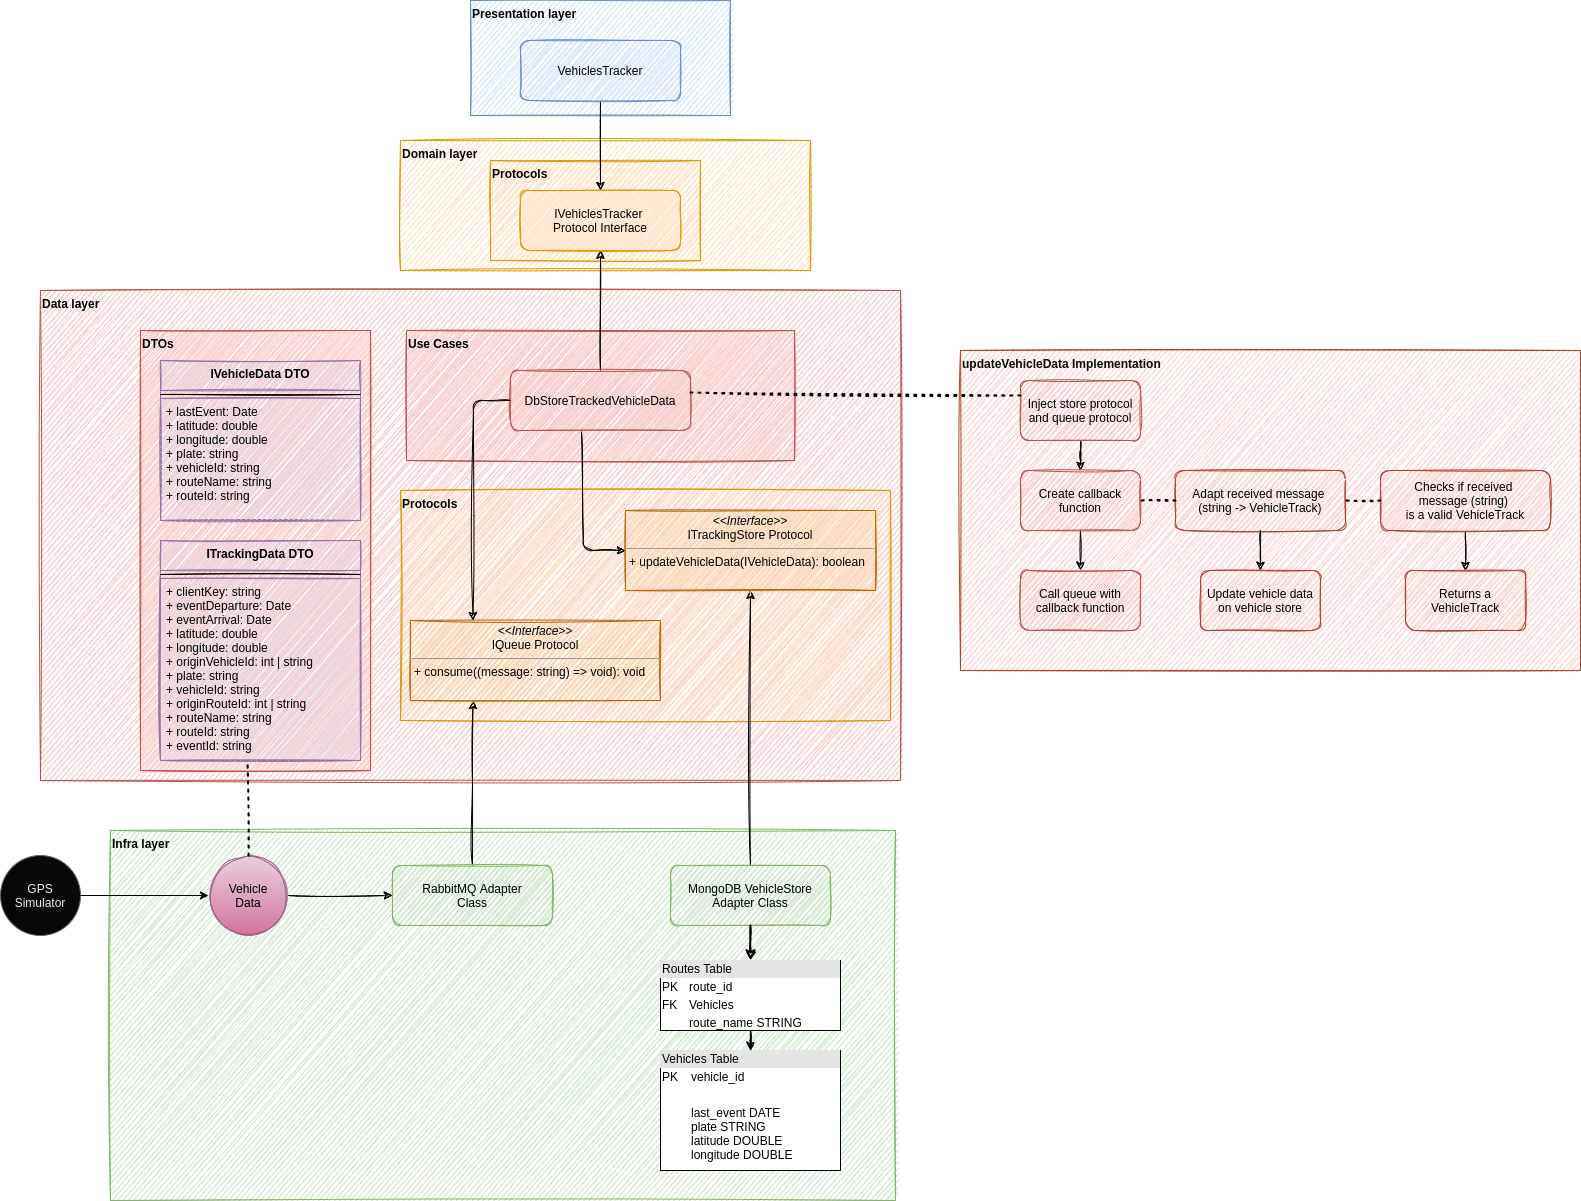 Presentation layer
VehiclesTracker
Domain layer
Protocols
IVehiclesTracker
Protocol Interface
Data layer
DTOs
IVehicleData DTO
+ lastEvent: Date
+ latitude: double
+ longitude: double
+ plate: string
+ vehicleId: string
+ routeName: string
+ routeId: string
ITrackingData DTO
+ clientKey: string
+ eventDeparture: Date
+ eventArrival: Date
+ latitude: double
+ longitude: double
+ originVehicleId: int | string
+ plate: string
+ vehicleId: string
+ originRouteId: int | string
+ routeName: string
+ routeId: string
+ eventId: string
Use Cases
DbStoreTrackedVehicleData
Protocols
<<Interface>>
ITrackingStore Protocol
+ updateVehicleData(IVehicleData): boolean
<<Interface>>
IQueue Protocol
+ consume((message: string) => void): void
updateVehicleData Implementation
Inject store protocol
and queue protocol
Create callback
function
Adapt received message
(string -> VehicleTrack)
Checks if received
message (string)
is a valid VehicleTrack
Call queue with
callback function
Update vehicle data
on vehicle store
Returns a
VehicleTrack
Infra layer
GPS
Simulator
Vehicle
Data
RabbitMQ Adapter
Class
MongoDB VehicleStore
Adapter Class
Routes Table
PK route_id
FK Vehicles
route_name STRING
Vehicles Table
PK vehicle_id
last_event DATE
plate STRING
latitude DOUBLE
longitude DOUBLE